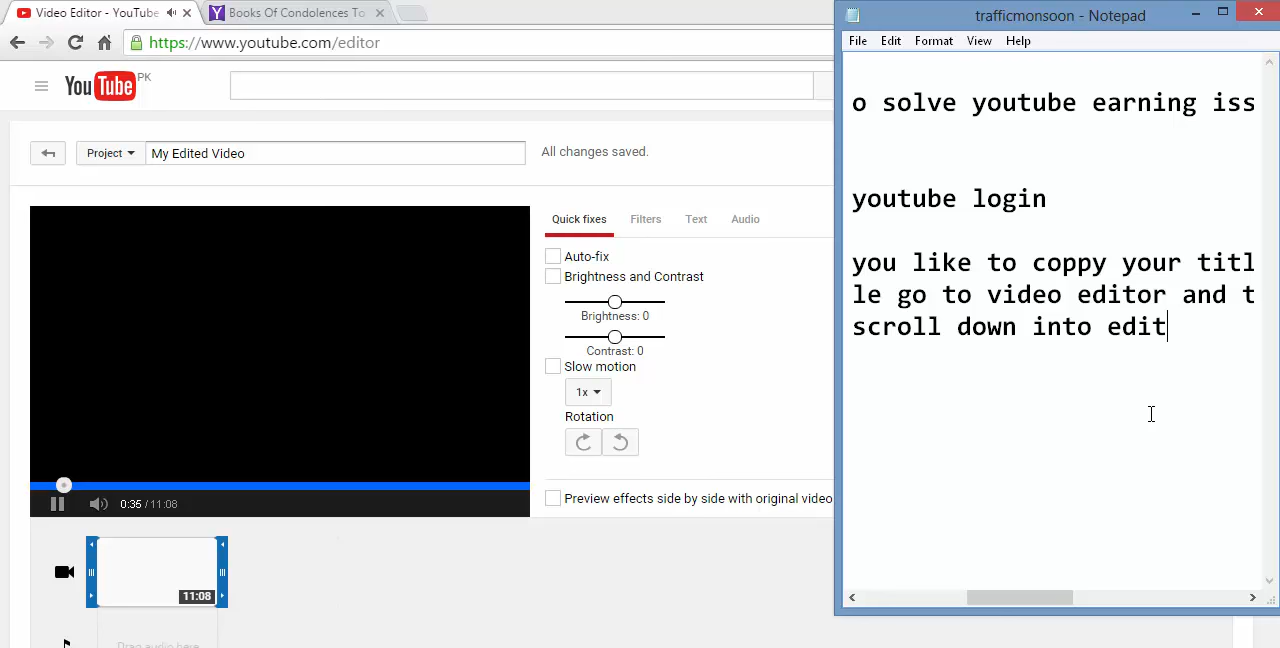 Video Editor - YouTube
Books Of Condolences To
https://www.youtube.com/editor
YouTube PK
Project
My Edited Video
All changes saved.
Quick fixes
Filters
Text
Audio
Auto-fix
Brightness and Contrast
Brightness: 0
Contrast: 0
Slow motion
1x
Rotation
Preview effects side by side with original video
0:35 / 11:08
11:08
Drag audio here
trafficmonsoon - Notepad
File Edit Format View Help
o solve youtube earning iss
youtube login
you like to coppy your titl
le go to video editor and t
scroll down into edit